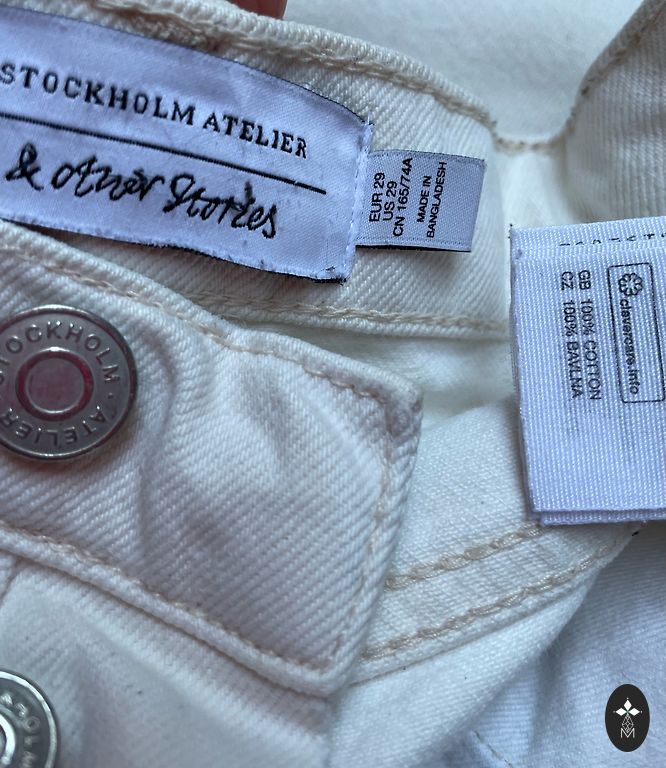 STOCKHOLM ATELIER
& other Stories
EUR 29
US 29
CN 165/74A
MADE IN
BANGLADESH
clevercare.info
GB 100% COTTON
CZ 100% BAVLNA
STOCKHOLM · ATELIER
M